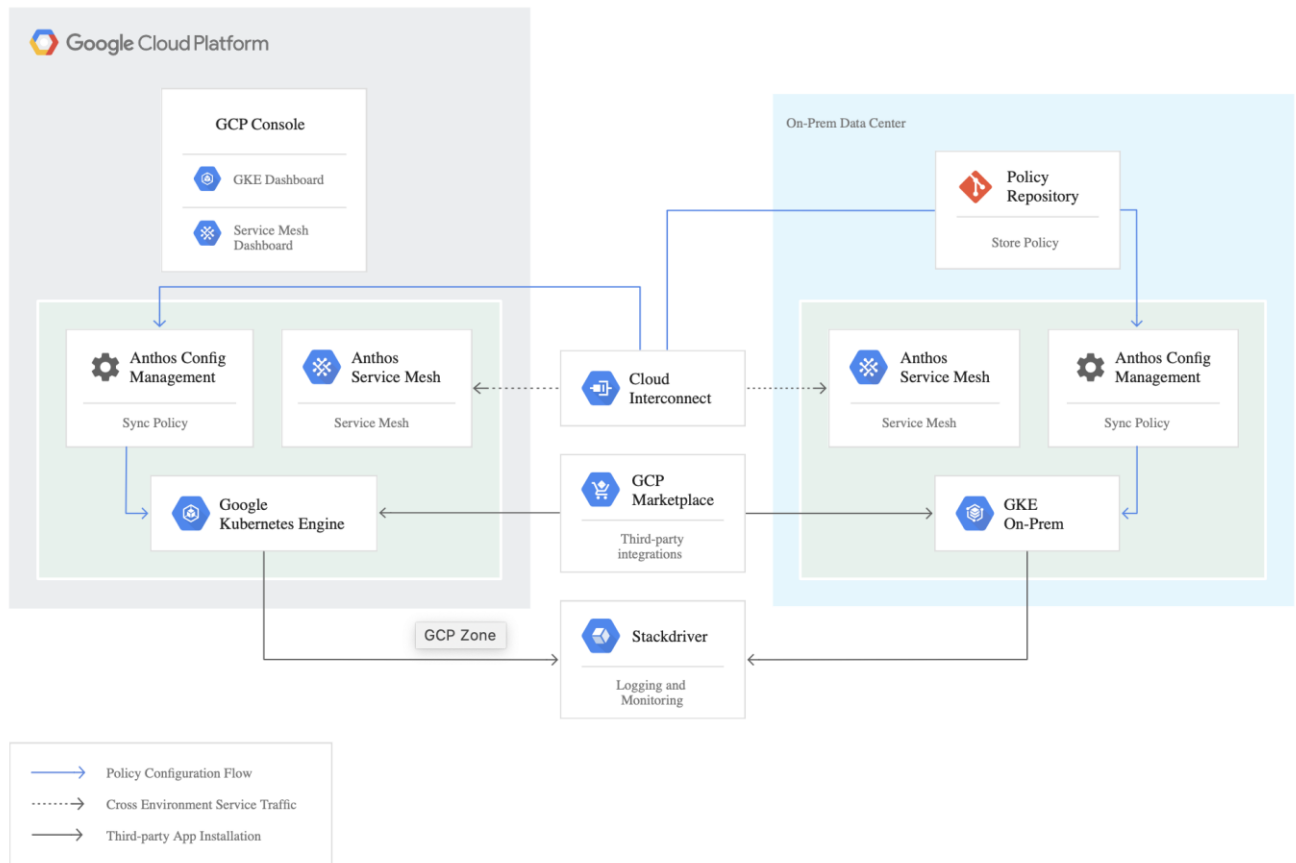 Google Cloud Platform
GCP Console
GKE Dashboard
Service Mesh
Dashboard
Anthos Config
Management
Sync Policy
Anthos
Service Mesh
Service Mesh
Google
Kubernetes Engine
Cloud
Interconnect
GCP
Marketplace
Third-party
integrations
Stackdriver
Logging and
Monitoring
GCP Zone
On-Prem Data Center
Policy
Repository
Store Policy
Anthos
Service Mesh
Service Mesh
Anthos Config
Management
Sync Policy
GKE
On-Prem
Policy Configuration Flow
Cross Environment Service Traffic
Third-party App Installation